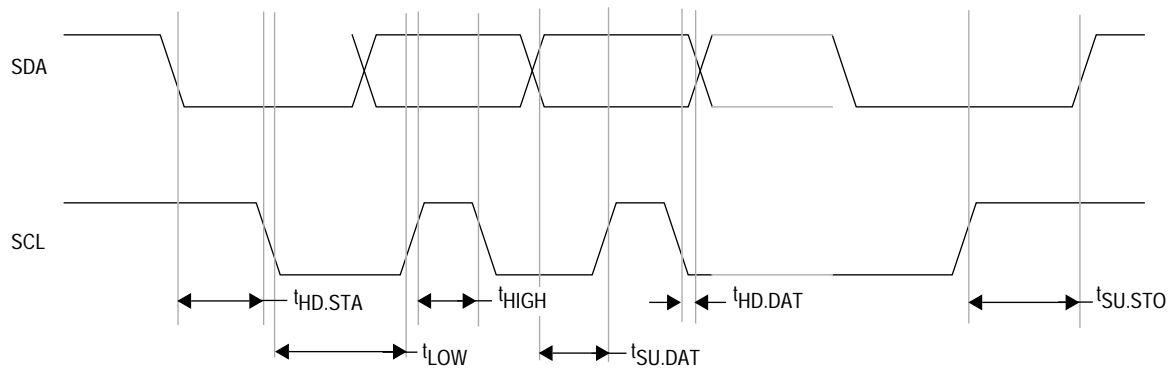 SDA
SCL
tHD.STA
tHIGH
tHD.DAT
tSU.STO
tLOW
tSU.DAT